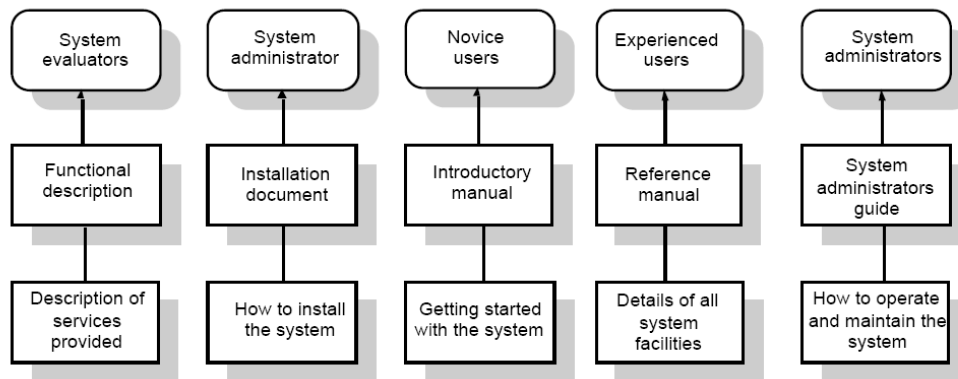 System
evaluators
System
administrator
Novice
users
Experienced
users
System
administrators
Functional
description
Installation
document
Introductory
manual
Reference
manual
System
administrators
guide
Description of
services
provided
How to install
the system
Getting started
with the system
Details of all
system
facilities
How to operate
and maintain the
system